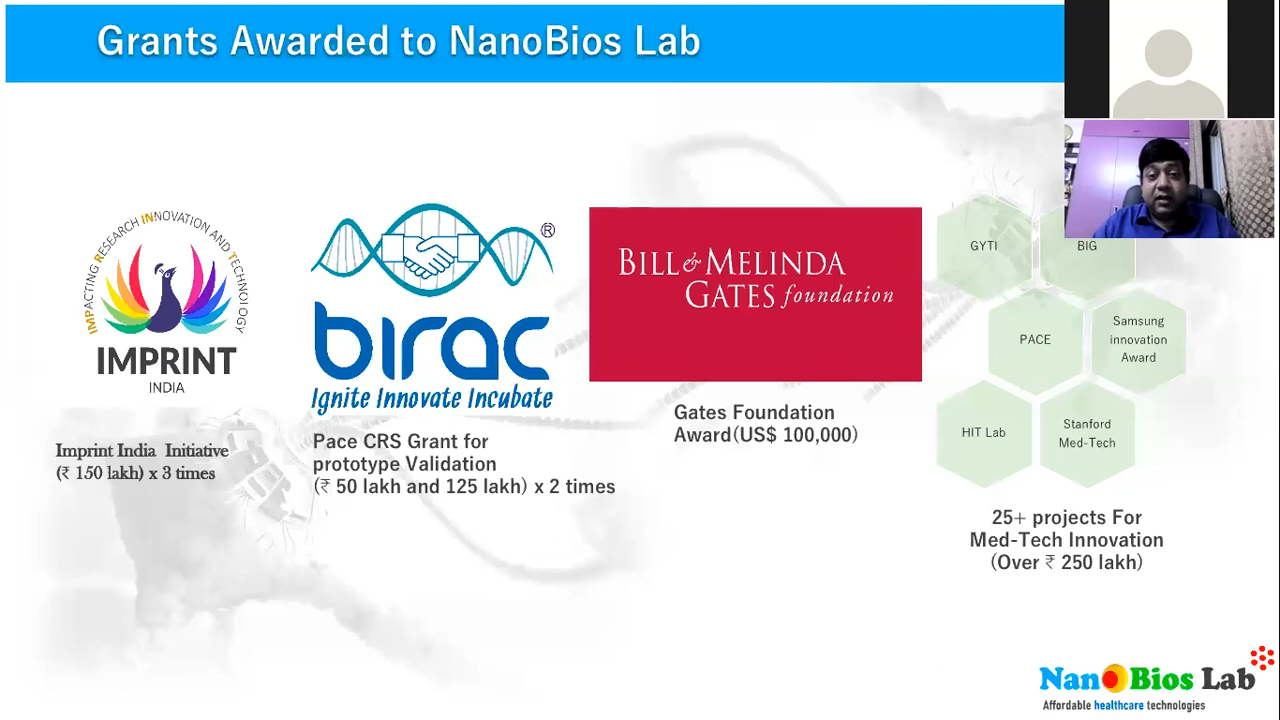 Grants Awarded to NanoBios Lab
IMPACTING RESEARCH INNOVATION AND TECHNOLOGY
IMPRINT
INDIA
Imprint India Initiative
(₹ 150 lakh) x 3 times
®
birac
Ignite Innovate Incubate
Pace CRS Grant for
prototype Validation
(₹ 50 lakh and 125 lakh) x 2 times
BILL & MELINDA
GATES foundation
Gates Foundation
Award(US$ 100,000)
GYTI
BIG
PACE
Samsung
innovation
Award
HIT Lab
Stanford
Med-Tech
25+ projects For
Med-Tech Innovation
(Over ₹ 250 lakh)
NanoBios Lab
Affordable healthcare technologies